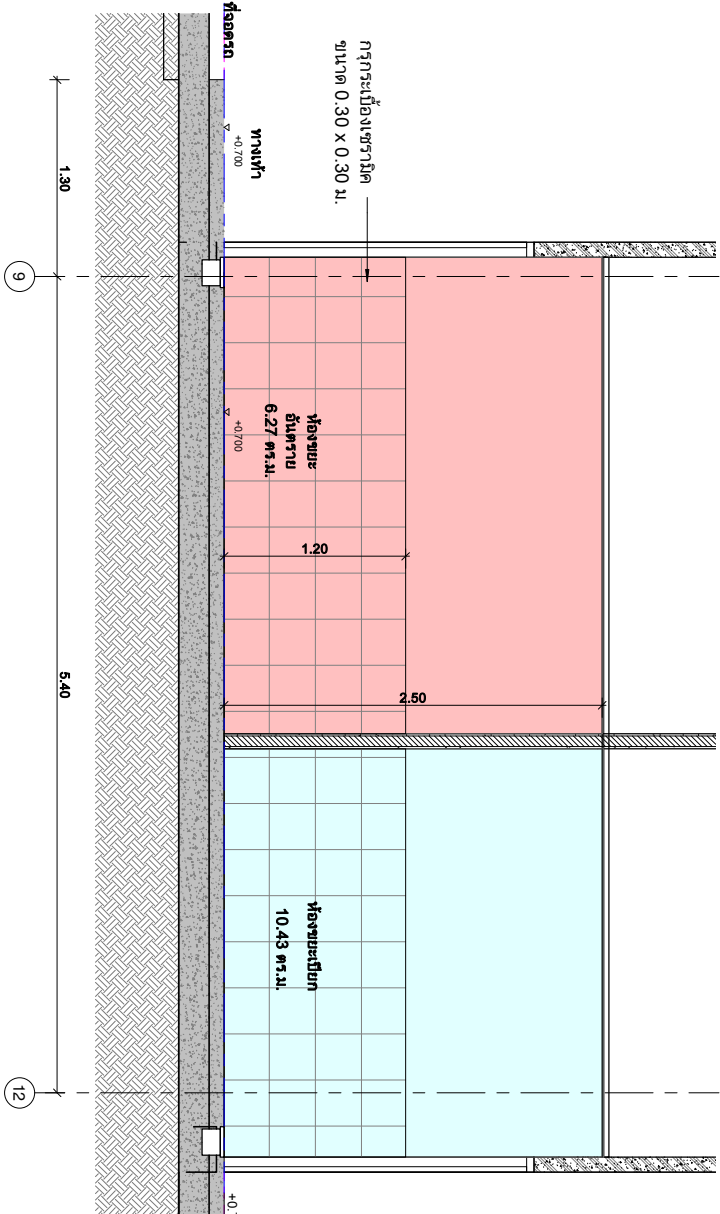 ที่จอดรถ
ทางเท้า
+0.700
กรุกระเบื้องเซรามิค
ขนาด 0.30 x 0.30 ม.
1.30
9
ห้องขยะ
อันตราย
6.27 ตร.ม.
+0.700
1.20
2.50
5.40
ห้องขยะเปียก
10.43 ตร.ม.
12